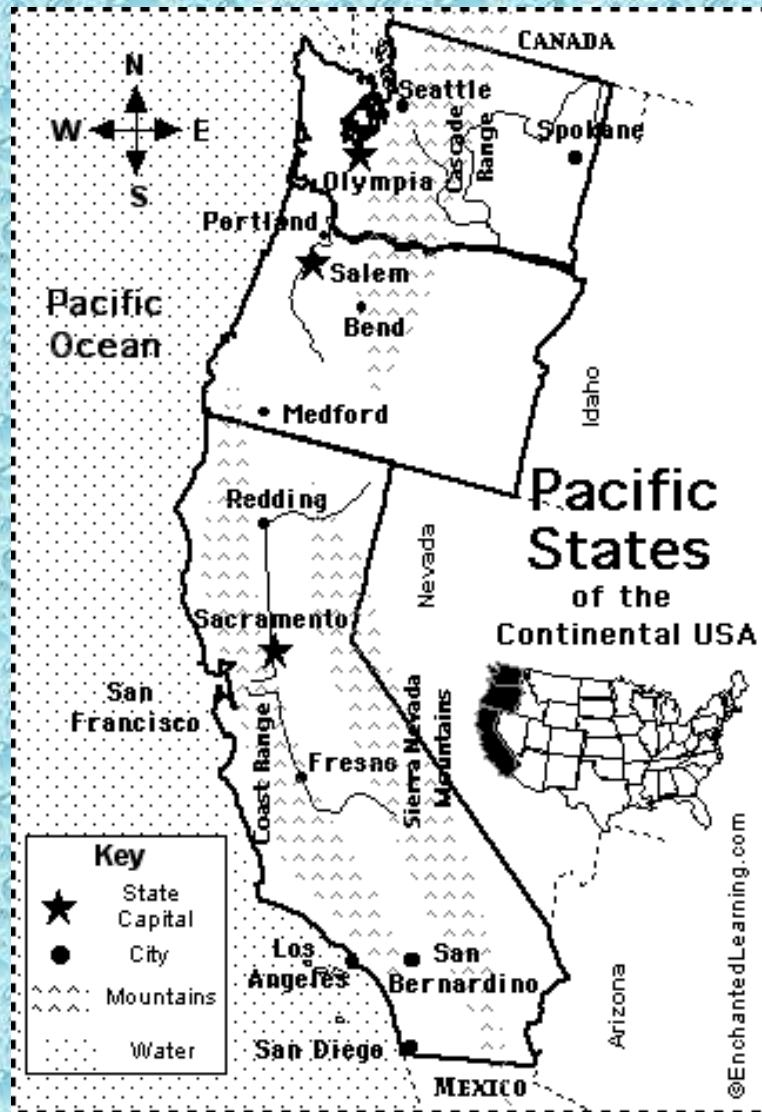 CANADA
N
W
E
S
Seattle
Cascade
Range
Spokane
Olympia
Portland
Salem
Bend
Pacific
Ocean
Medford
Idaho
Redding
Nevada
Pacific
States
of the
Continental USA
Sacramento
San
Francisco
Coast Range
Fresno
Sierra Nevada
Mountains
Key
State
Capital
City
Mountains
Water
Los
Angeles
San
Bernardino
San Diego
Arizona
MEXICO
©EnchantedLearning.com